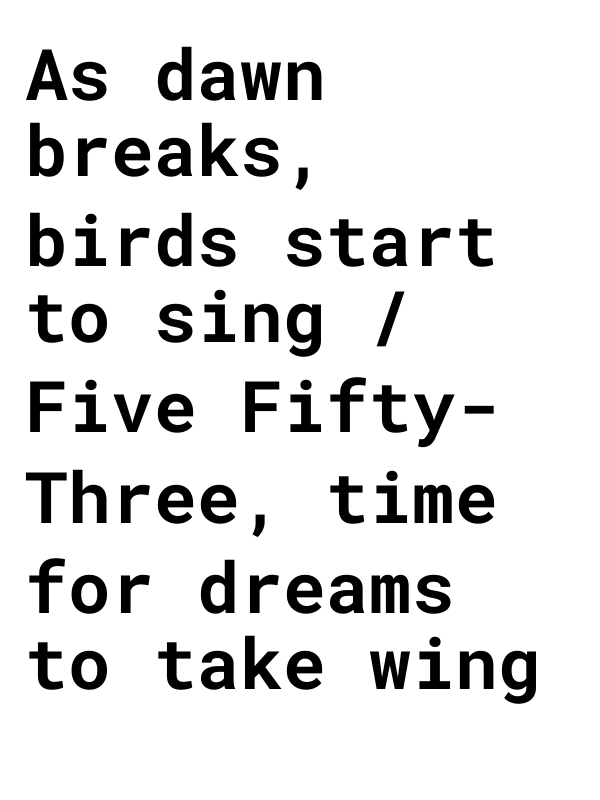 As dawn
breaks,
birds start
to sing /
Five Fifty-
Three, time
for dreams
to take wing